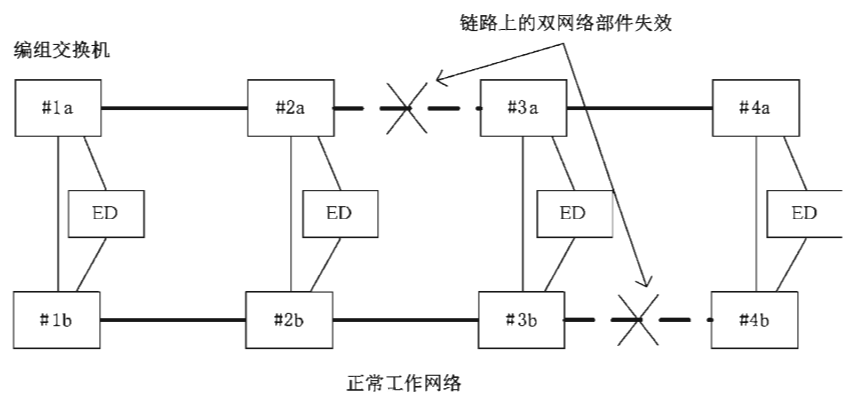 链路上的双网络部件失效
编组交换机
#1a #2a #3a #4a
ED ED ED ED
#1b #2b #3b #4b
正常工作网络